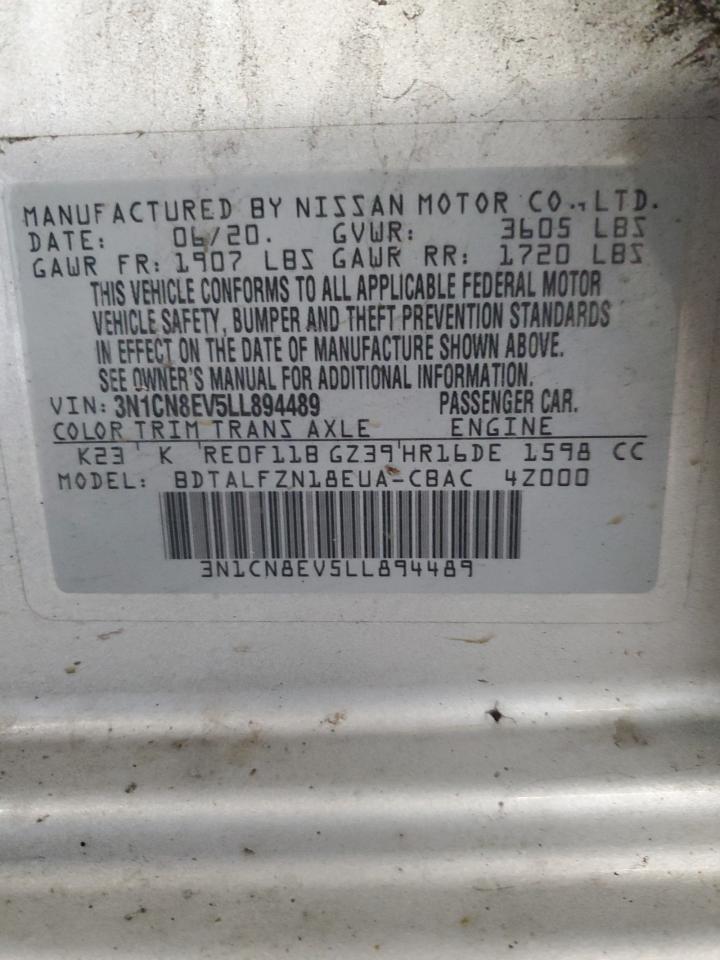 MANUFACTURED BY NISSAN MOTOR CO., LTD.
DATE: 06/20. GVWR: 3605 LBS
GAWR FR: 1907 LBS GAWR RR: 1720 LBS
THIS VEHICLE CONFORMS TO ALL APPLICABLE FEDERAL MOTOR
VEHICLE SAFETY, BUMPER AND THEFT PREVENTION STANDARDS
IN EFFECT ON THE DATE OF MANUFACTURE SHOWN ABOVE.
SEE OWNER'S MANUAL FOR ADDITIONAL INFORMATION.
VIN: 3N1CN8EV5LL894489 PASSENGER CAR.
COLOR TRIM TRANS AXLE ENGINE
K23 K RE0F11B GZ39 HR16DE 1598 CC
MODEL: BDTALFZN18EUA-CBAC 4Z000
3N1CN8EV5LL894489